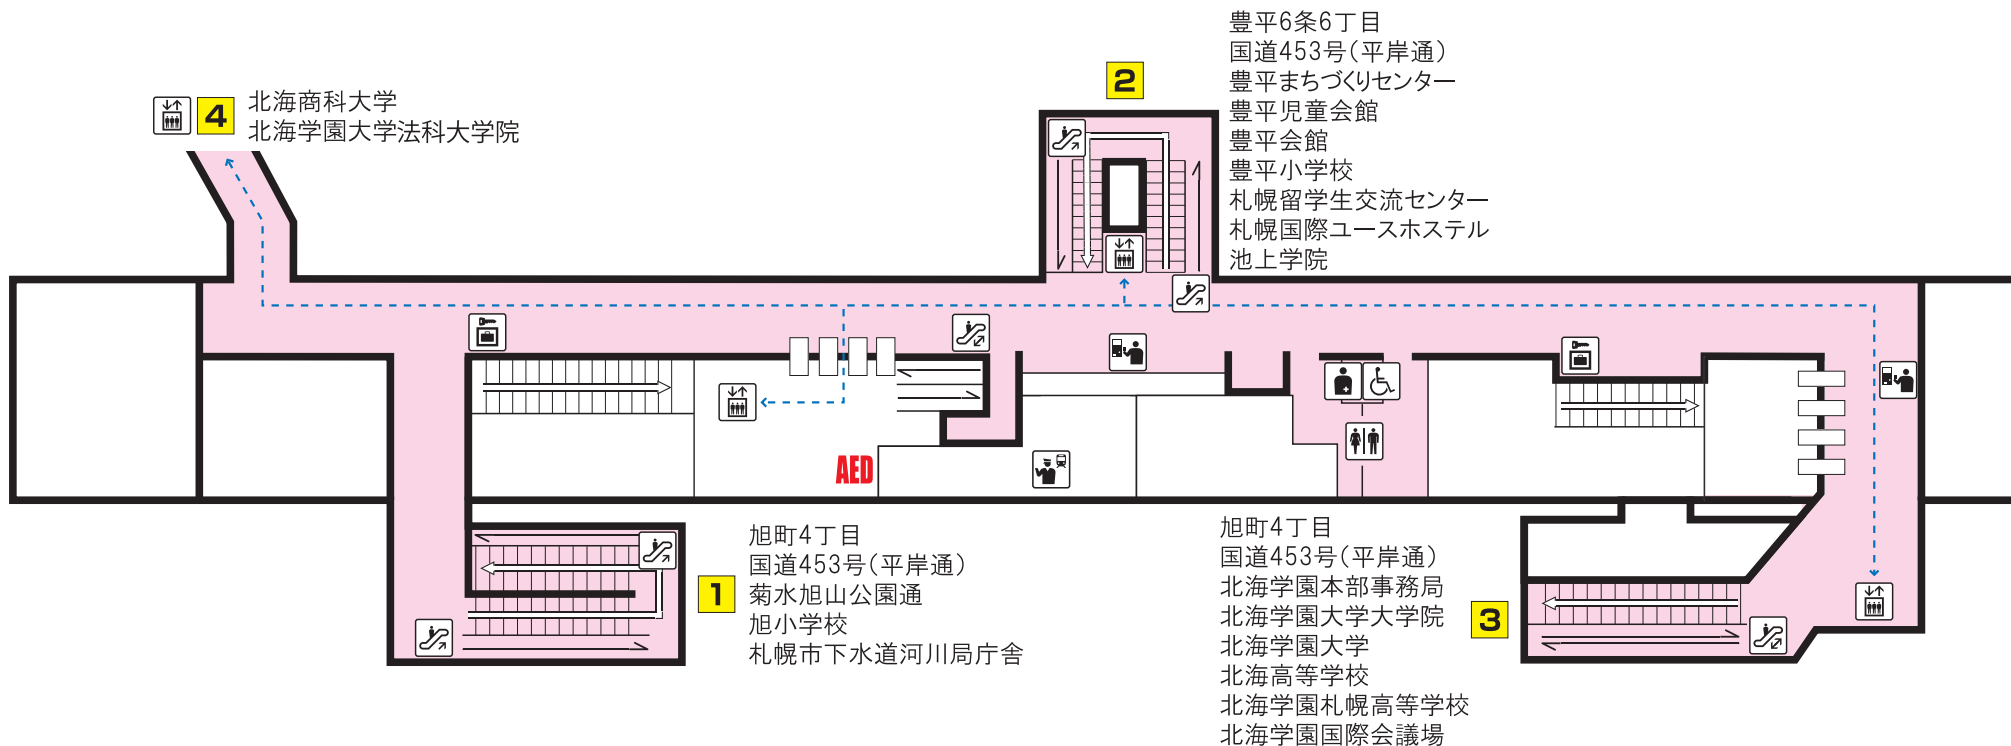 4
北海商科大学
北海学園大学法科大学院
2
豊平6条6丁目
国道453号(平岸通)
豊平まちづくりセンター
豊平児童会館
豊平会館
豊平小学校
札幌留学生交流センター
札幌国際ユースホステル
池上学院
AED
1
旭町4丁目
国道453号(平岸通)
菊水旭山公園通
旭小学校
札幌市下水道河川局庁舎
3
旭町4丁目
国道453号(平岸通)
北海学園本部事務局
北海学園大学大学院
北海学園大学
北海高等学校
北海学園札幌高等学校
北海学園国際会議場